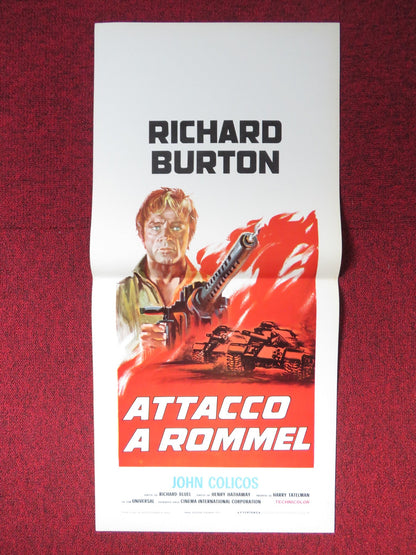 RICHARD
BURTON
ATTACCO
A ROMMEL
JOHN COLICOS
RICHARD BLUEL HENRY HATHAWAY HARRY TATELMAN
UNIVERSAL CINEMA INTERNATIONAL CORPORATION TECHNICOLOR